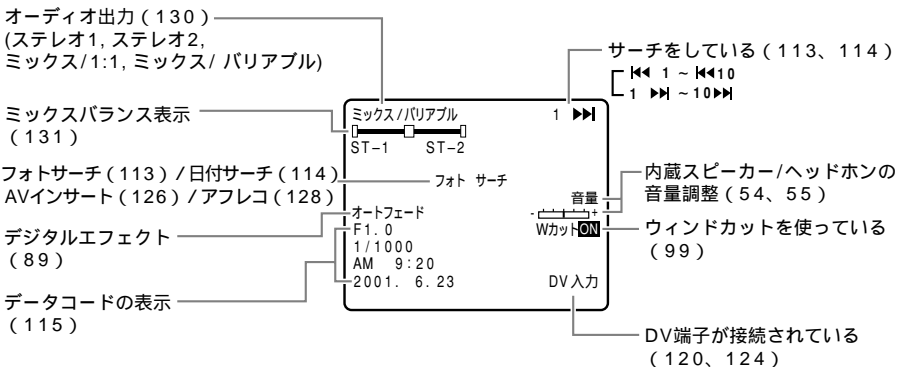 オーディオ出力（130）
(ステレオ1, ステレオ2,
ミックス/1:1, ミックス/ バリアブル)
ミックスバランス表示
（131）
フォトサーチ（113）/ 日付サーチ（114）
AVインサート（126）/ アフレコ（128）
デジタルエフェクト
（89）
データコードの表示
（115）
ミックス/バリアブル
1 ▶▶|
ST−1 ST−2
フォト サーチ
音量
- +
オートフェード
WカットON
F1.0
1/1000
AM 9:20
2001. 6.23
DV入力
サーチをしている（113、114）
|◀◀ 1 ~ |◀◀10
1 ▶▶| ~10▶▶|
内蔵スピーカー/ヘッドホンの
音量調整（54、55）
ウィンドカットを使っている
（99）
DV端子が接続されている
（120、124）